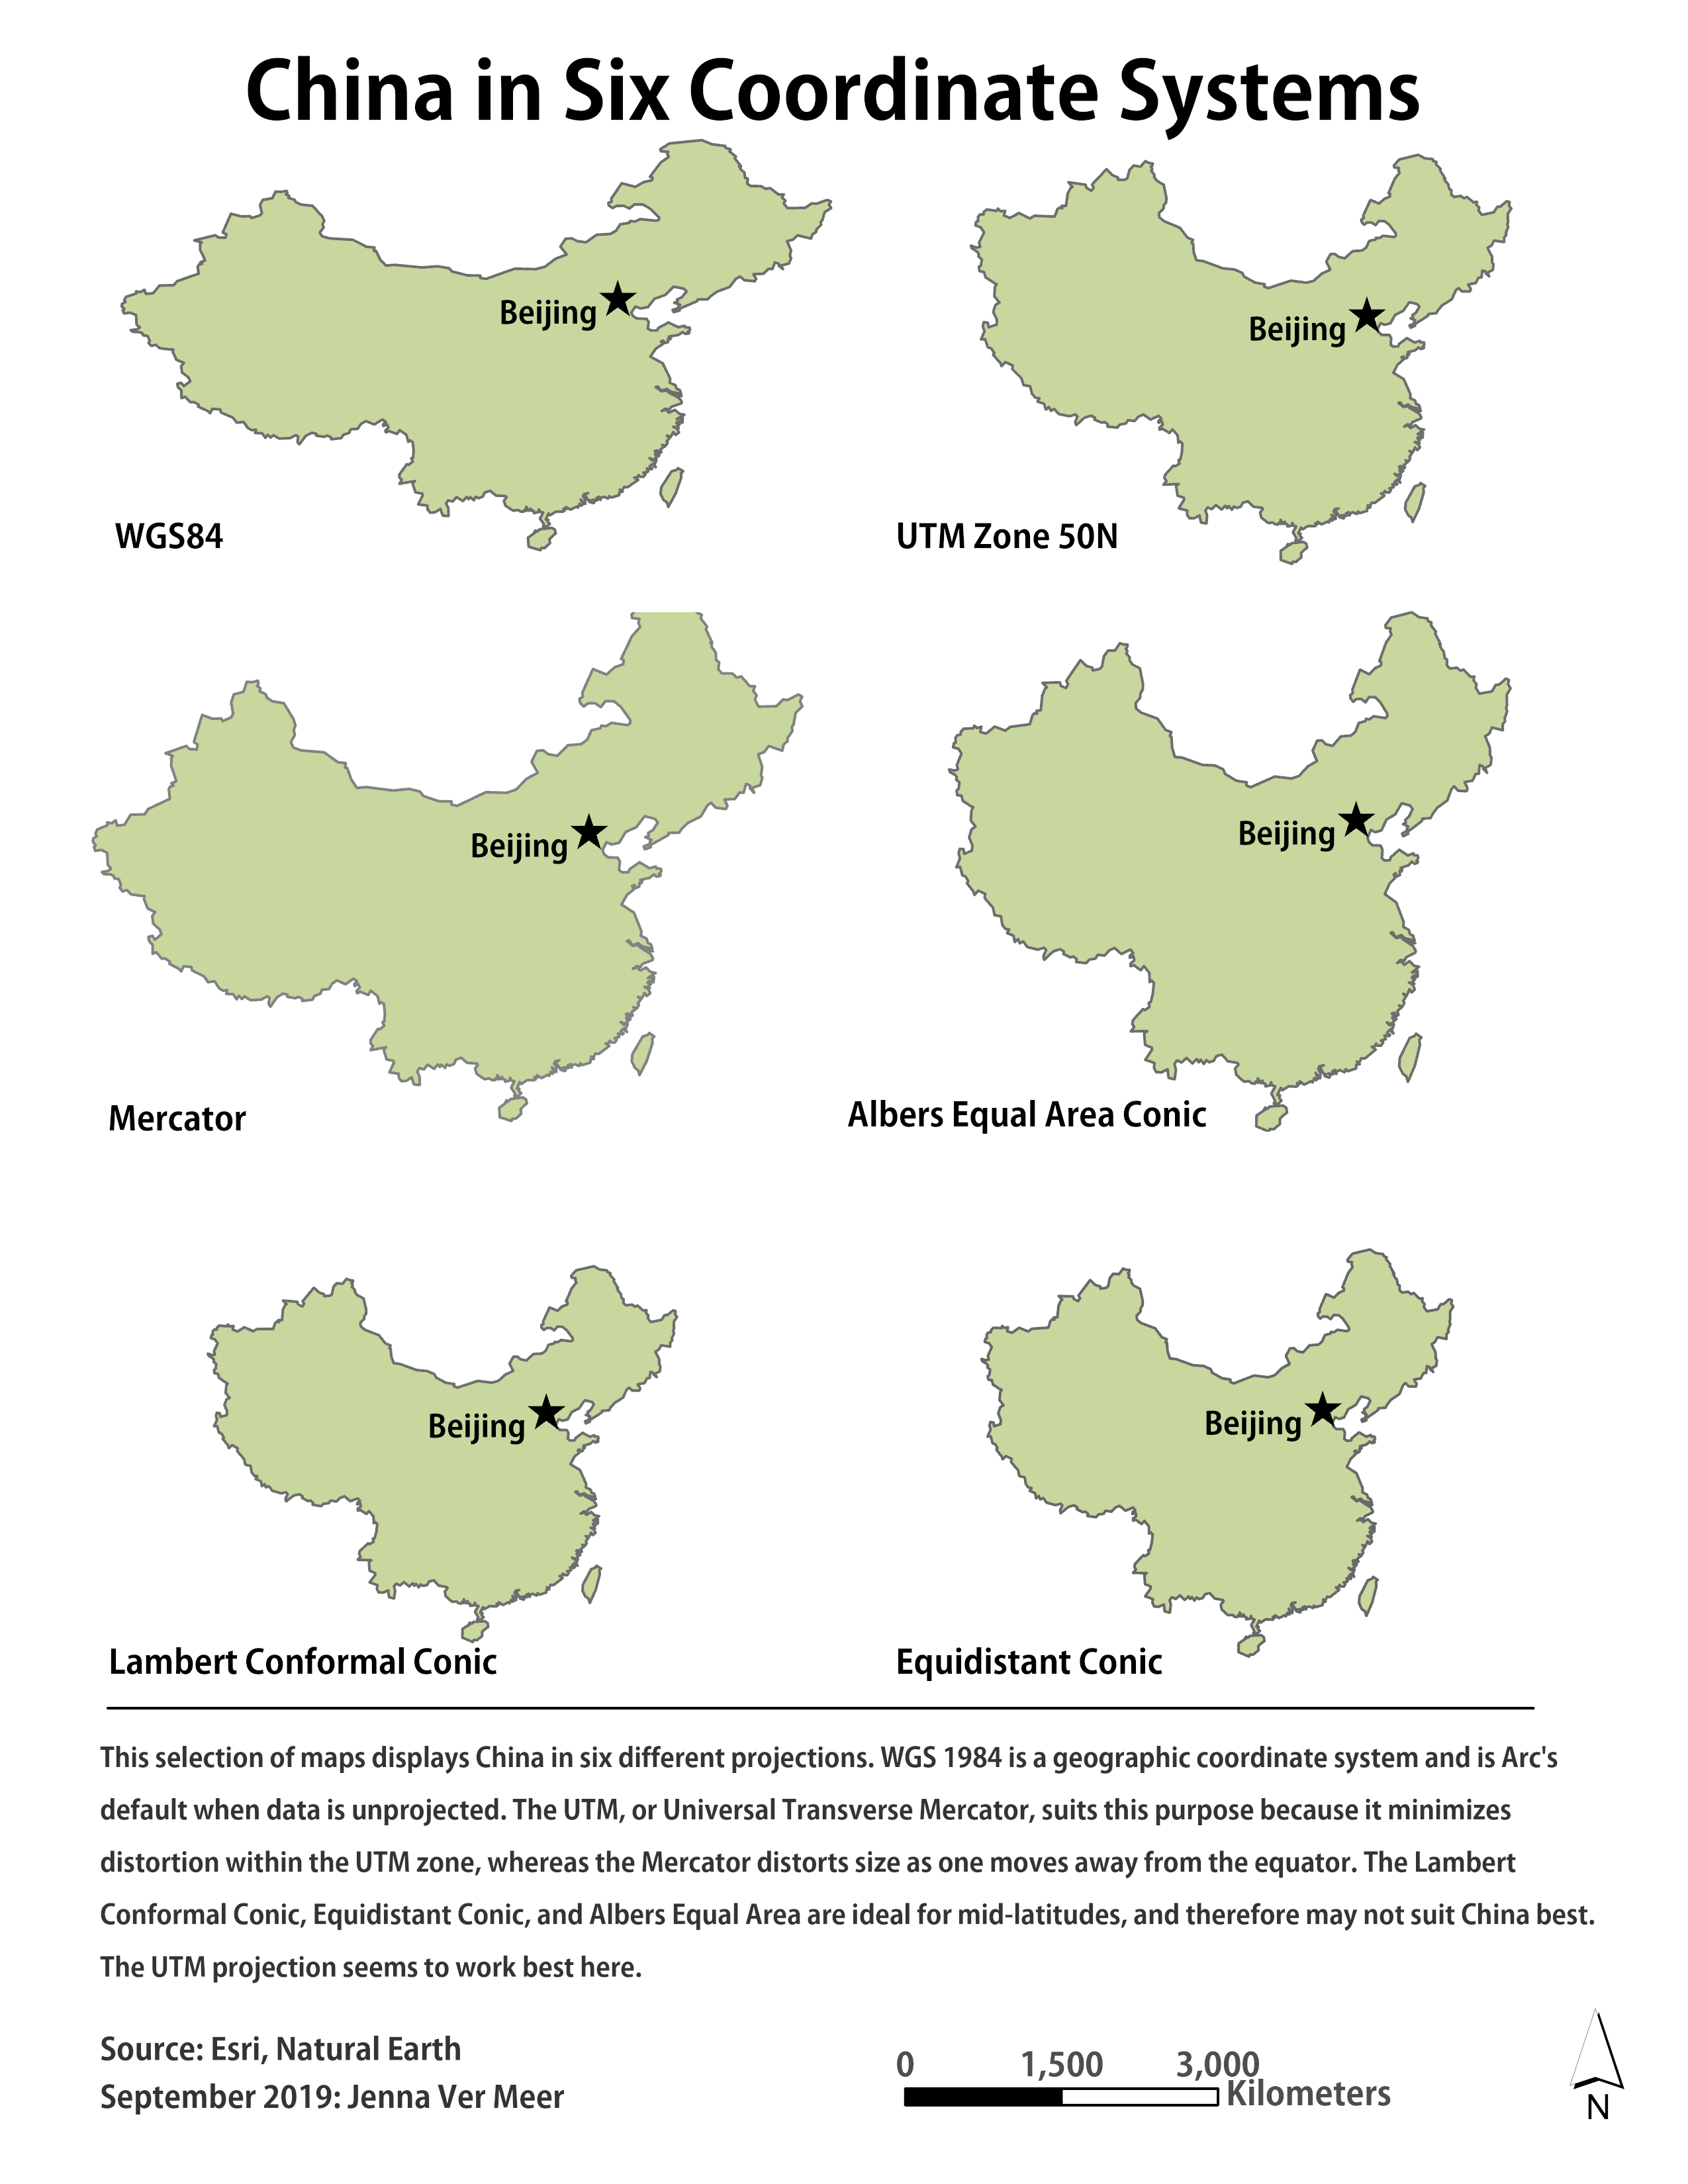 China in Six Coordinate Systems
Beijing
Beijing
WGS84
UTM Zone 50N
Beijing
Beijing
Mercator
Albers Equal Area Conic
Beijing
Beijing
Lambert Conformal Conic
Equidistant Conic
This selection of maps displays China in six different projections. WGS 1984 is a geographic coordinate system and is Arc's
default when data is unprojected. The UTM, or Universal Transverse Mercator, suits this purpose because it minimizes
distortion within the UTM zone, whereas the Mercator distorts size as one moves away from the equator. The Lambert
Conformal Conic, Equidistant Conic, and Albers Equal Area are ideal for mid-latitudes, and therefore may not suit China best.
The UTM projection seems to work best here.
Source: Esri, Natural Earth
September 2019: Jenna Ver Meer
0 1,500 3,000
Kilometers
N